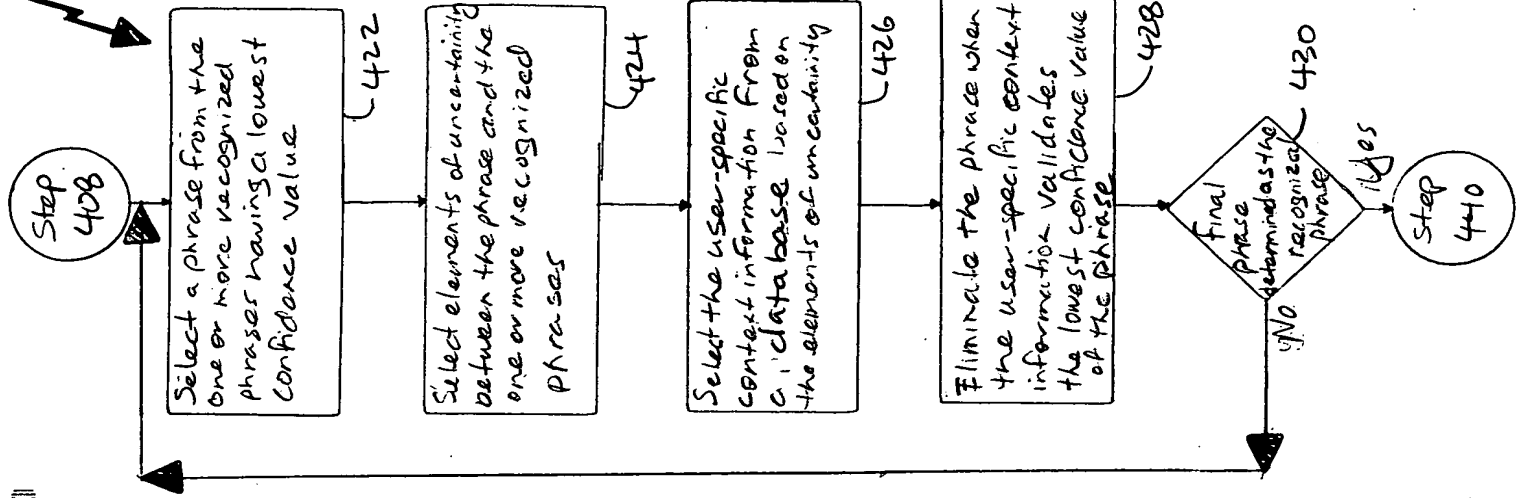 Step
408
Select a phrase from the
one or more recognized
phrases having a lowest
confidence value
422
Select elements of uncertainity
between the phrase and the
one or more recognized
phrases
424
Select the user-specific
context information from
a database based on
the elements of uncertainity
426
Eliminate the phrase when
the user-specific context
information validates
the lowest confidence value
of the phrase
428
final
phase
determined as the
recognized
phrase
430
Yes
No
Step
440